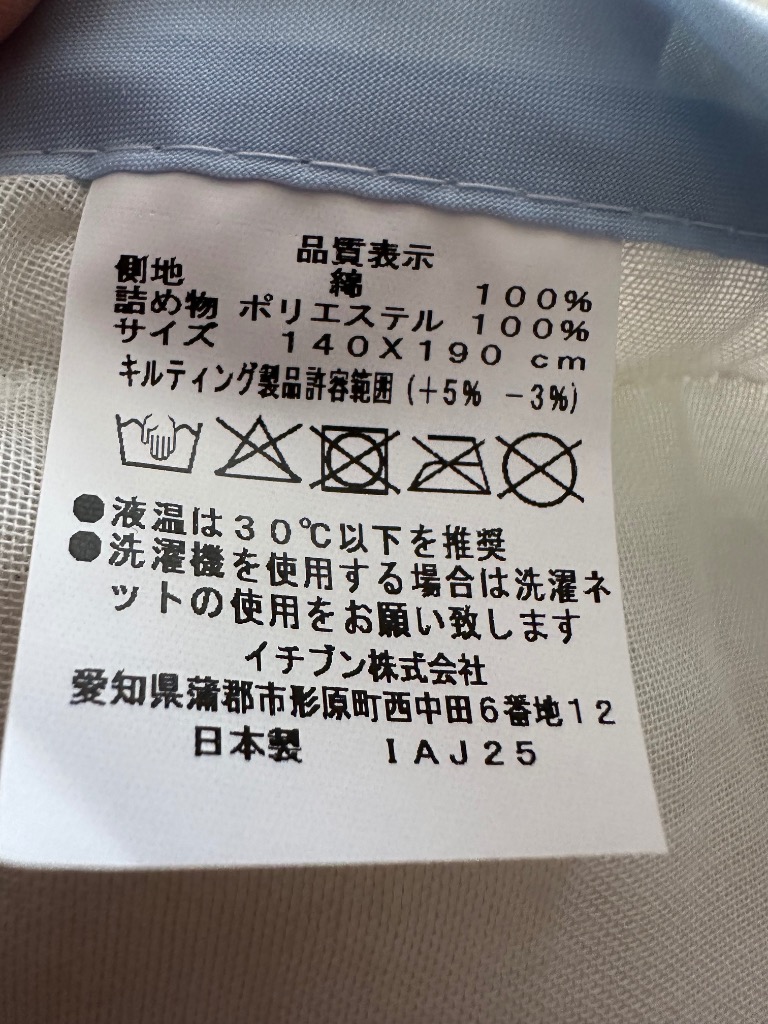 品質表示
側地 綿 100%
詰め物 ポリエステル 100%
サイズ 140X190 cm
キルティング製品許容範囲 (+5% -3%)
●液温は30℃以下を推奨
●洗濯機を使用する場合は洗濯ネ
ットの使用をお願い致します
イチブン株式会社
愛知県蒲郡市形原町西中田6番地12
日本製 IAJ25